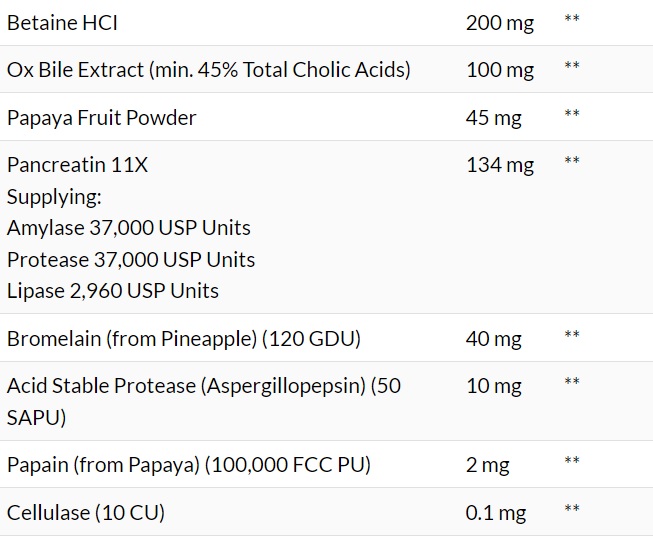 Betaine HCI 200 mg **
Ox Bile Extract (min. 45% Total Cholic Acids) 100 mg **
Papaya Fruit Powder 45 mg **
Pancreatin 11X 134 mg **
Supplying:
Amylase 37,000 USP Units
Protease 37,000 USP Units
Lipase 2,960 USP Units
Bromelain (from Pineapple) (120 GDU) 40 mg **
Acid Stable Protease (Aspergillopepsin) (50 10 mg **
SAPU)
Papain (from Papaya) (100,000 FCC PU) 2 mg **
Cellulase (10 CU) 0.1 mg **